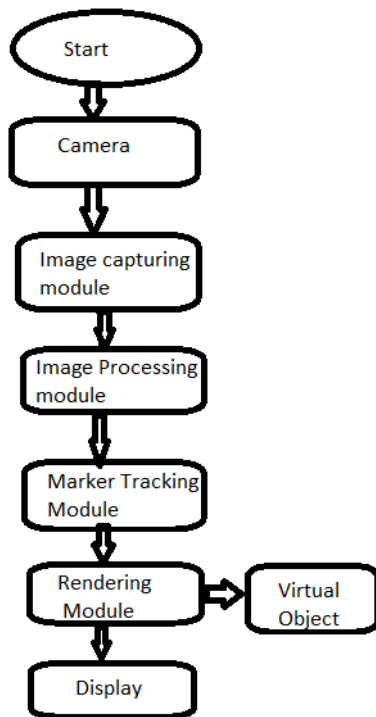 Start
Camera
Image capturing
module
Image Processing
module
Marker Tracking
Module
Rendering
Module
Virtual
Object
Display